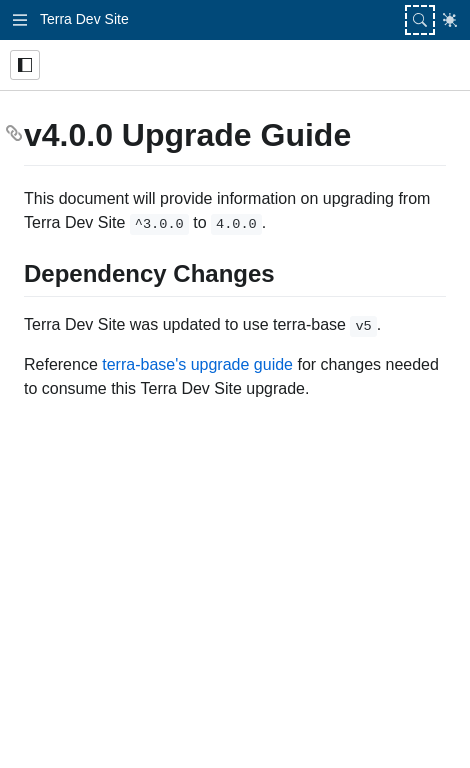 Terra Dev Site
v4.0.0 Upgrade Guide
This document will provide information on upgrading from
Terra Dev Site ^3.0.0 to 4.0.0.
Dependency Changes
Terra Dev Site was updated to use terra-base v5.
Reference terra-base's upgrade guide for changes needed
to consume this Terra Dev Site upgrade.